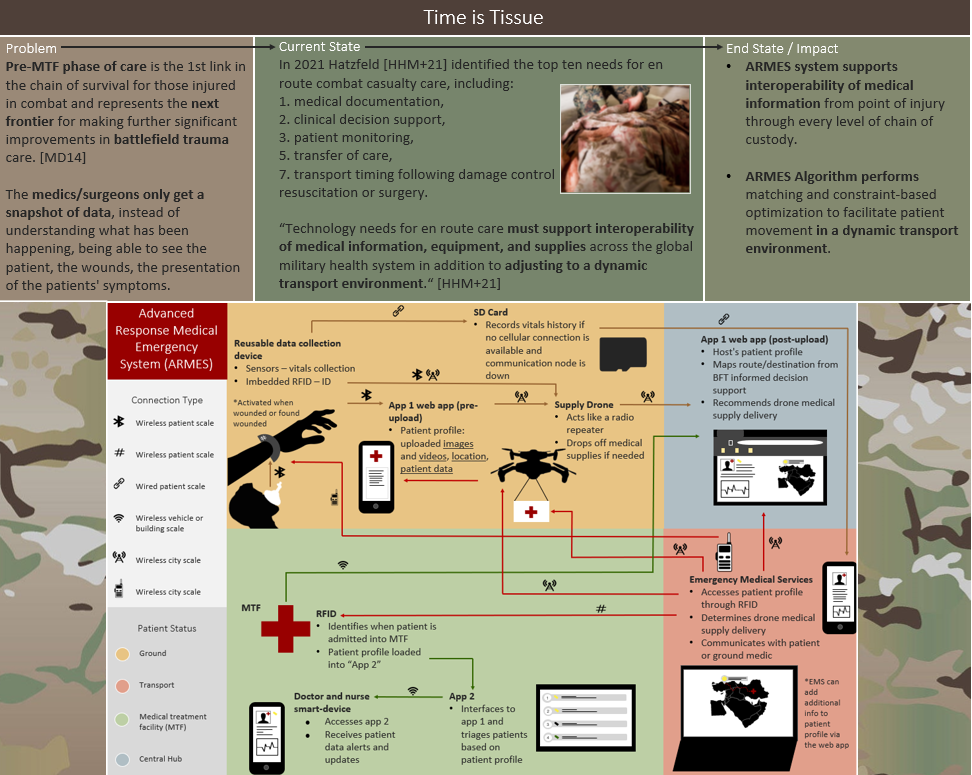 Time is Tissue
Problem
Pre-MTF phase of care is the 1st link in
the chain of survival for those injured
in combat and represents the next
frontier for making further significant
improvements in battlefield trauma
care. [MD14]
The medics/surgeons only get a
snapshot of data, instead of
understanding what has been
happening, being able to see the
patient, the wounds, the presentation
of the patients' symptoms.
Current State
In 2021 Hatzfeld [HHM+21] identified the top ten needs for en
route combat casualty care, including:
1. medical documentation,
2. clinical decision support,
3. patient monitoring,
5. transfer of care,
7. transport timing following damage control
resuscitation or surgery.
“Technology needs for en route care must support interoperability
of medical information, equipment, and supplies across the global
military health system in addition to adjusting to a dynamic
transport environment.“ [HHM+21]
End State / Impact
• ARMES system supports
interoperability of medical
information from point of injury
through every level of chain of
custody.
• ARMES Algorithm performs
matching and constraint-based
optimization to facilitate patient
movement in a dynamic transport
environment.
Advanced
Response Medical
Emergency
System (ARMES)
Connection Type
Wireless patient scale
# Wireless patient scale
Wired patient scale
Wireless vehicle or
building scale
Wireless city scale
Wireless city scale
Patient Status
Ground
Transport
Medical treatment
facility (MTF)
Central Hub
Reusable data collection
device
• Sensors – vitals collection
• Imbedded RFID – ID
*Activated when
wounded or found
wounded
SD Card
• Records vitals history if
no cellular connection is
available and
communication node is
down
App 1 web app (pre-
upload)
• Patient profile:
uploaded images
and videos, location,
patient data
Supply Drone
• Acts like a radio
repeater
• Drops off medical
supplies if needed
App 1 web app (post-upload)
• Host's patient profile
• Maps route/destination from
BFT informed decision
support
• Recommends drone medical
supply delivery
MTF
RFID
• Identifies when patient is
admitted into MTF
• Patient profile loaded
into “App 2”
#
Emergency Medical Services
• Accesses patient profile
through RFID
• Determines drone medical
supply delivery
• Communicates with patient
or ground medic
Doctor and nurse
smart-device
• Accesses app 2
• Receives patient
data alerts and
updates
App 2
• Interfaces to
app 1 and
triages patients
based on
patient profile
1
2
3
4
*EMS can
add
additional
info to
patient
profile via
the web app